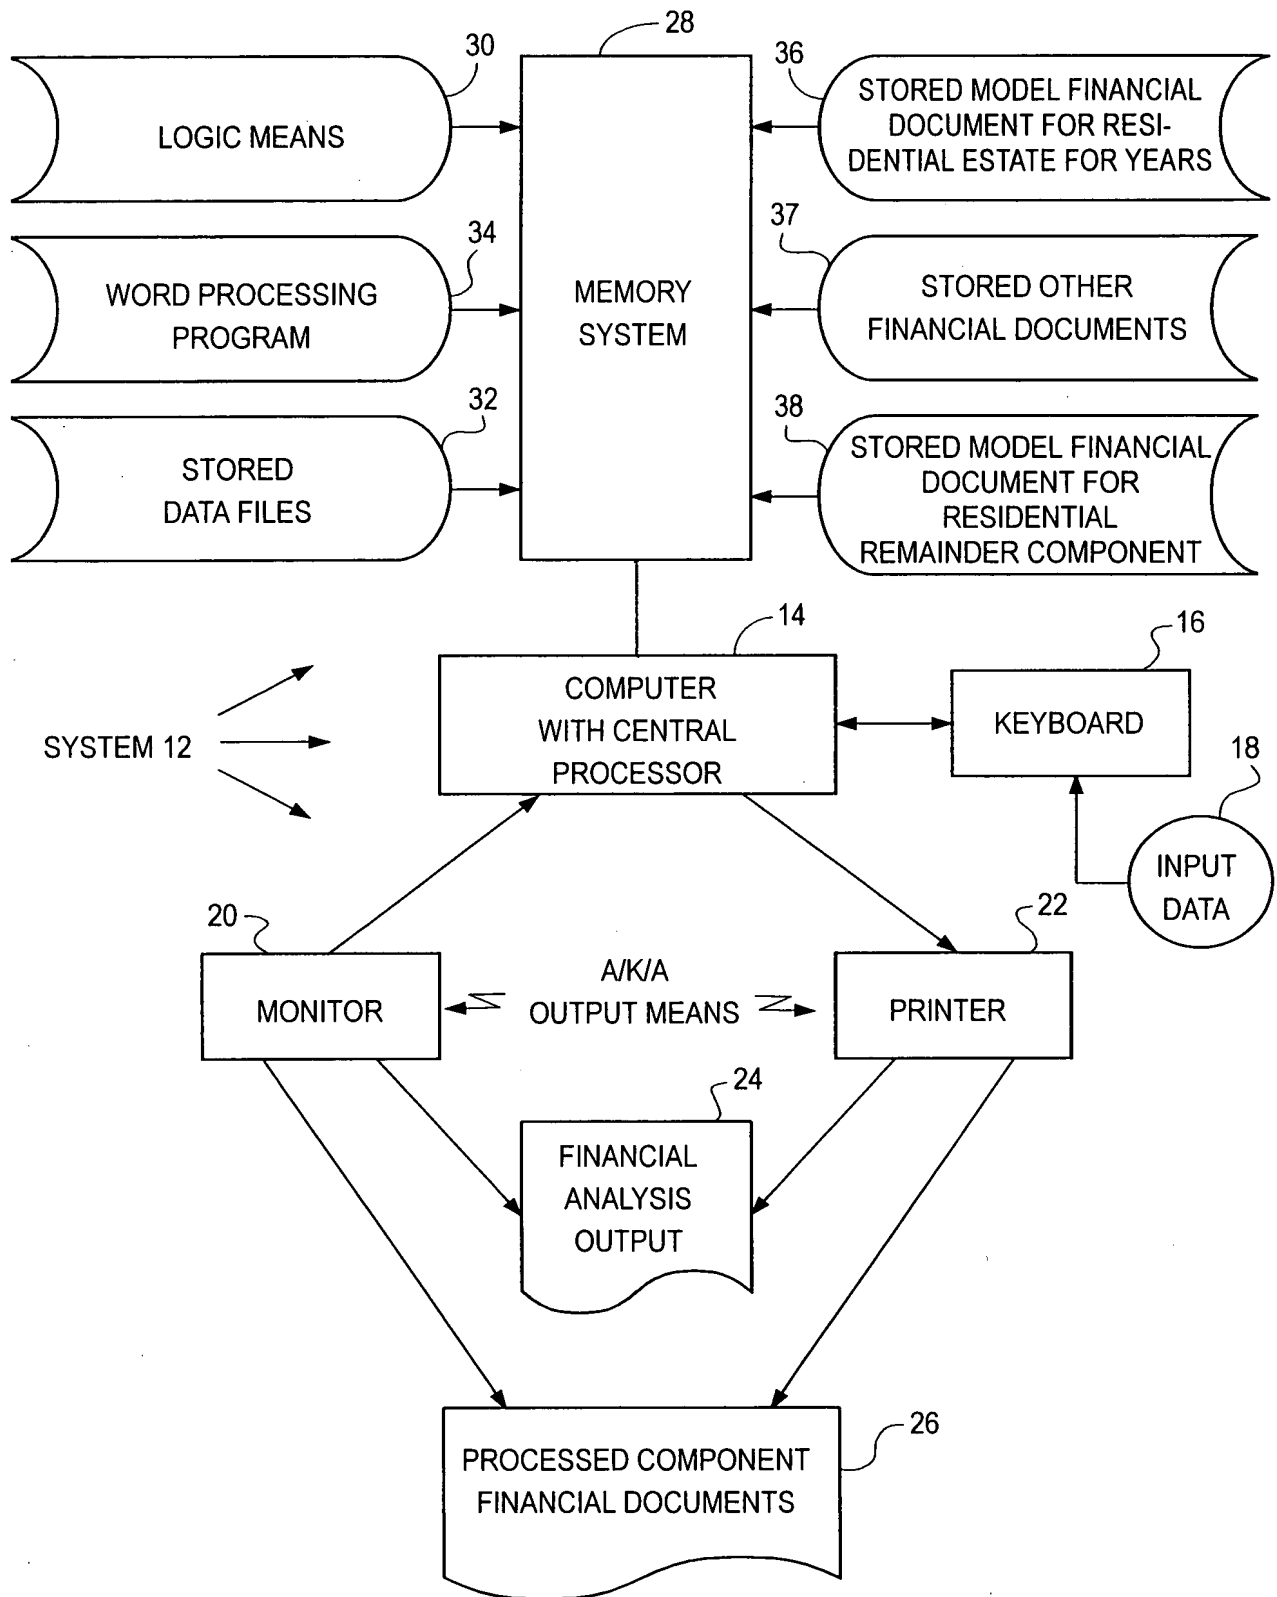 28
30
LOGIC MEANS
36
STORED MODEL FINANCIAL
DOCUMENT FOR RESI-
DENTIAL ESTATE FOR YEARS
34
WORD PROCESSING
PROGRAM
MEMORY
SYSTEM
37
STORED OTHER
FINANCIAL DOCUMENTS
32
STORED
DATA FILES
38
STORED MODEL FINANCIAL
DOCUMENT FOR
RESIDENTIAL
REMAINDER COMPONENT
14
COMPUTER
WITH CENTRAL
PROCESSOR
16
KEYBOARD
SYSTEM 12
18
INPUT
DATA
20
MONITOR
A/K/A
OUTPUT MEANS
22
PRINTER
24
FINANCIAL
ANALYSIS
OUTPUT
26
PROCESSED COMPONENT
FINANCIAL DOCUMENTS